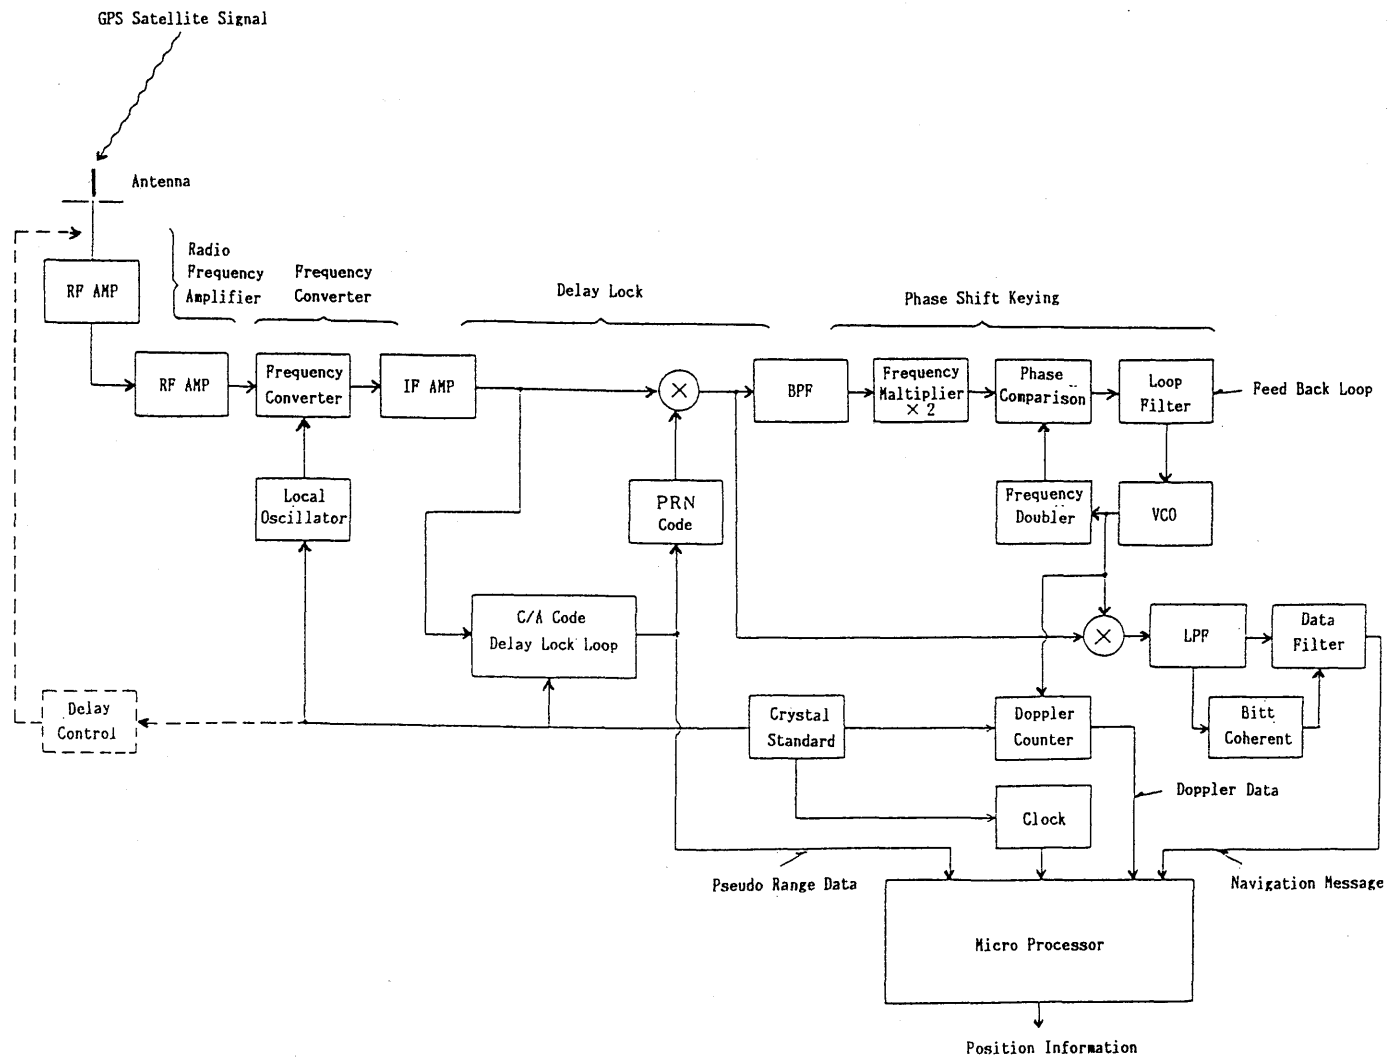 GPS Satellite Signal
Antenna
Radio
Frequency
Amplifier
Frequency
Converter
Delay Lock
Phase Shift Keying
RF AMP
RF AMP
Frequency
Converter
IF AMP
×
BPF
Frequency
Maltiplier
× 2
Phase
Comparison
Loop
Filter
Feed Back Loop
Local
Oscillator
PRN
Code
Frequency
Doubler
VCO
C/A Code
Delay Lock Loop
×
LPF
Data
Filter
Delay
Control
Crystal
Standard
Doppler
Counter
Bitt
Coherent
Doppler Data
Clock
Pseudo Range Data
Navigation Message
Micro Processor
Position Information